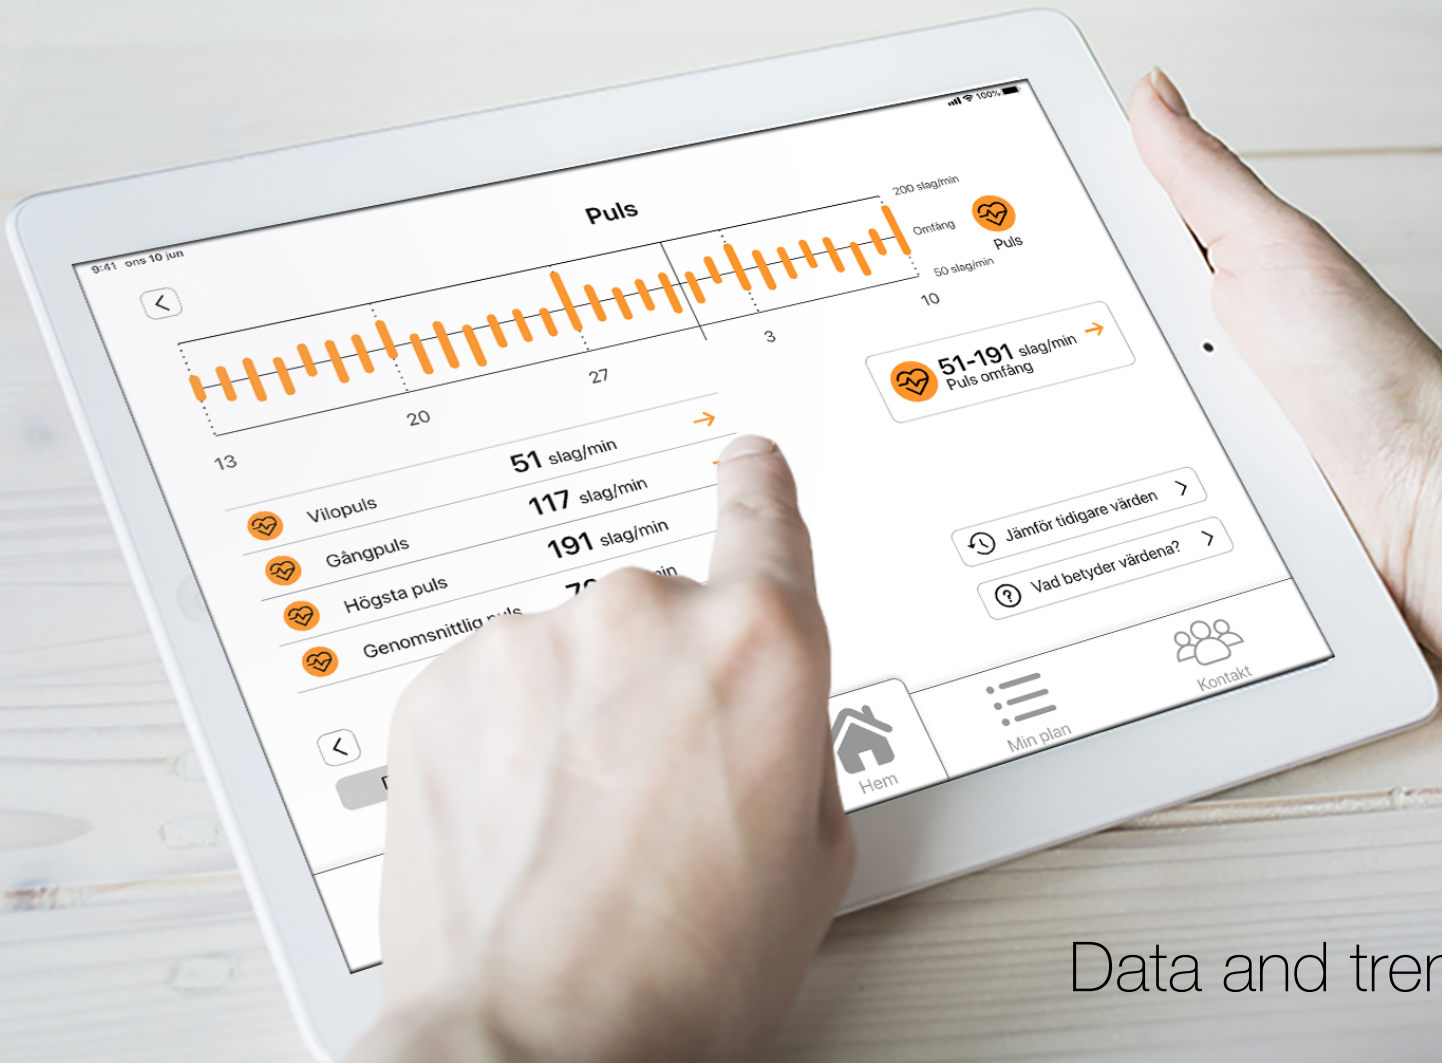 9:41 ons 10 jun
100%
Puls
200 slag/min
Omfång
50 slag/min
Puls
13
20
27
3
10
51-191 slag/min
Puls omfång
Vilopuls 51 slag/min
Gångpuls 117 slag/min
Högsta puls 191 slag/min
Genomsnittlig
Jämför tidigare värden
Vad betyder värdena?
Hem
Min plan
Kontakt
Data and